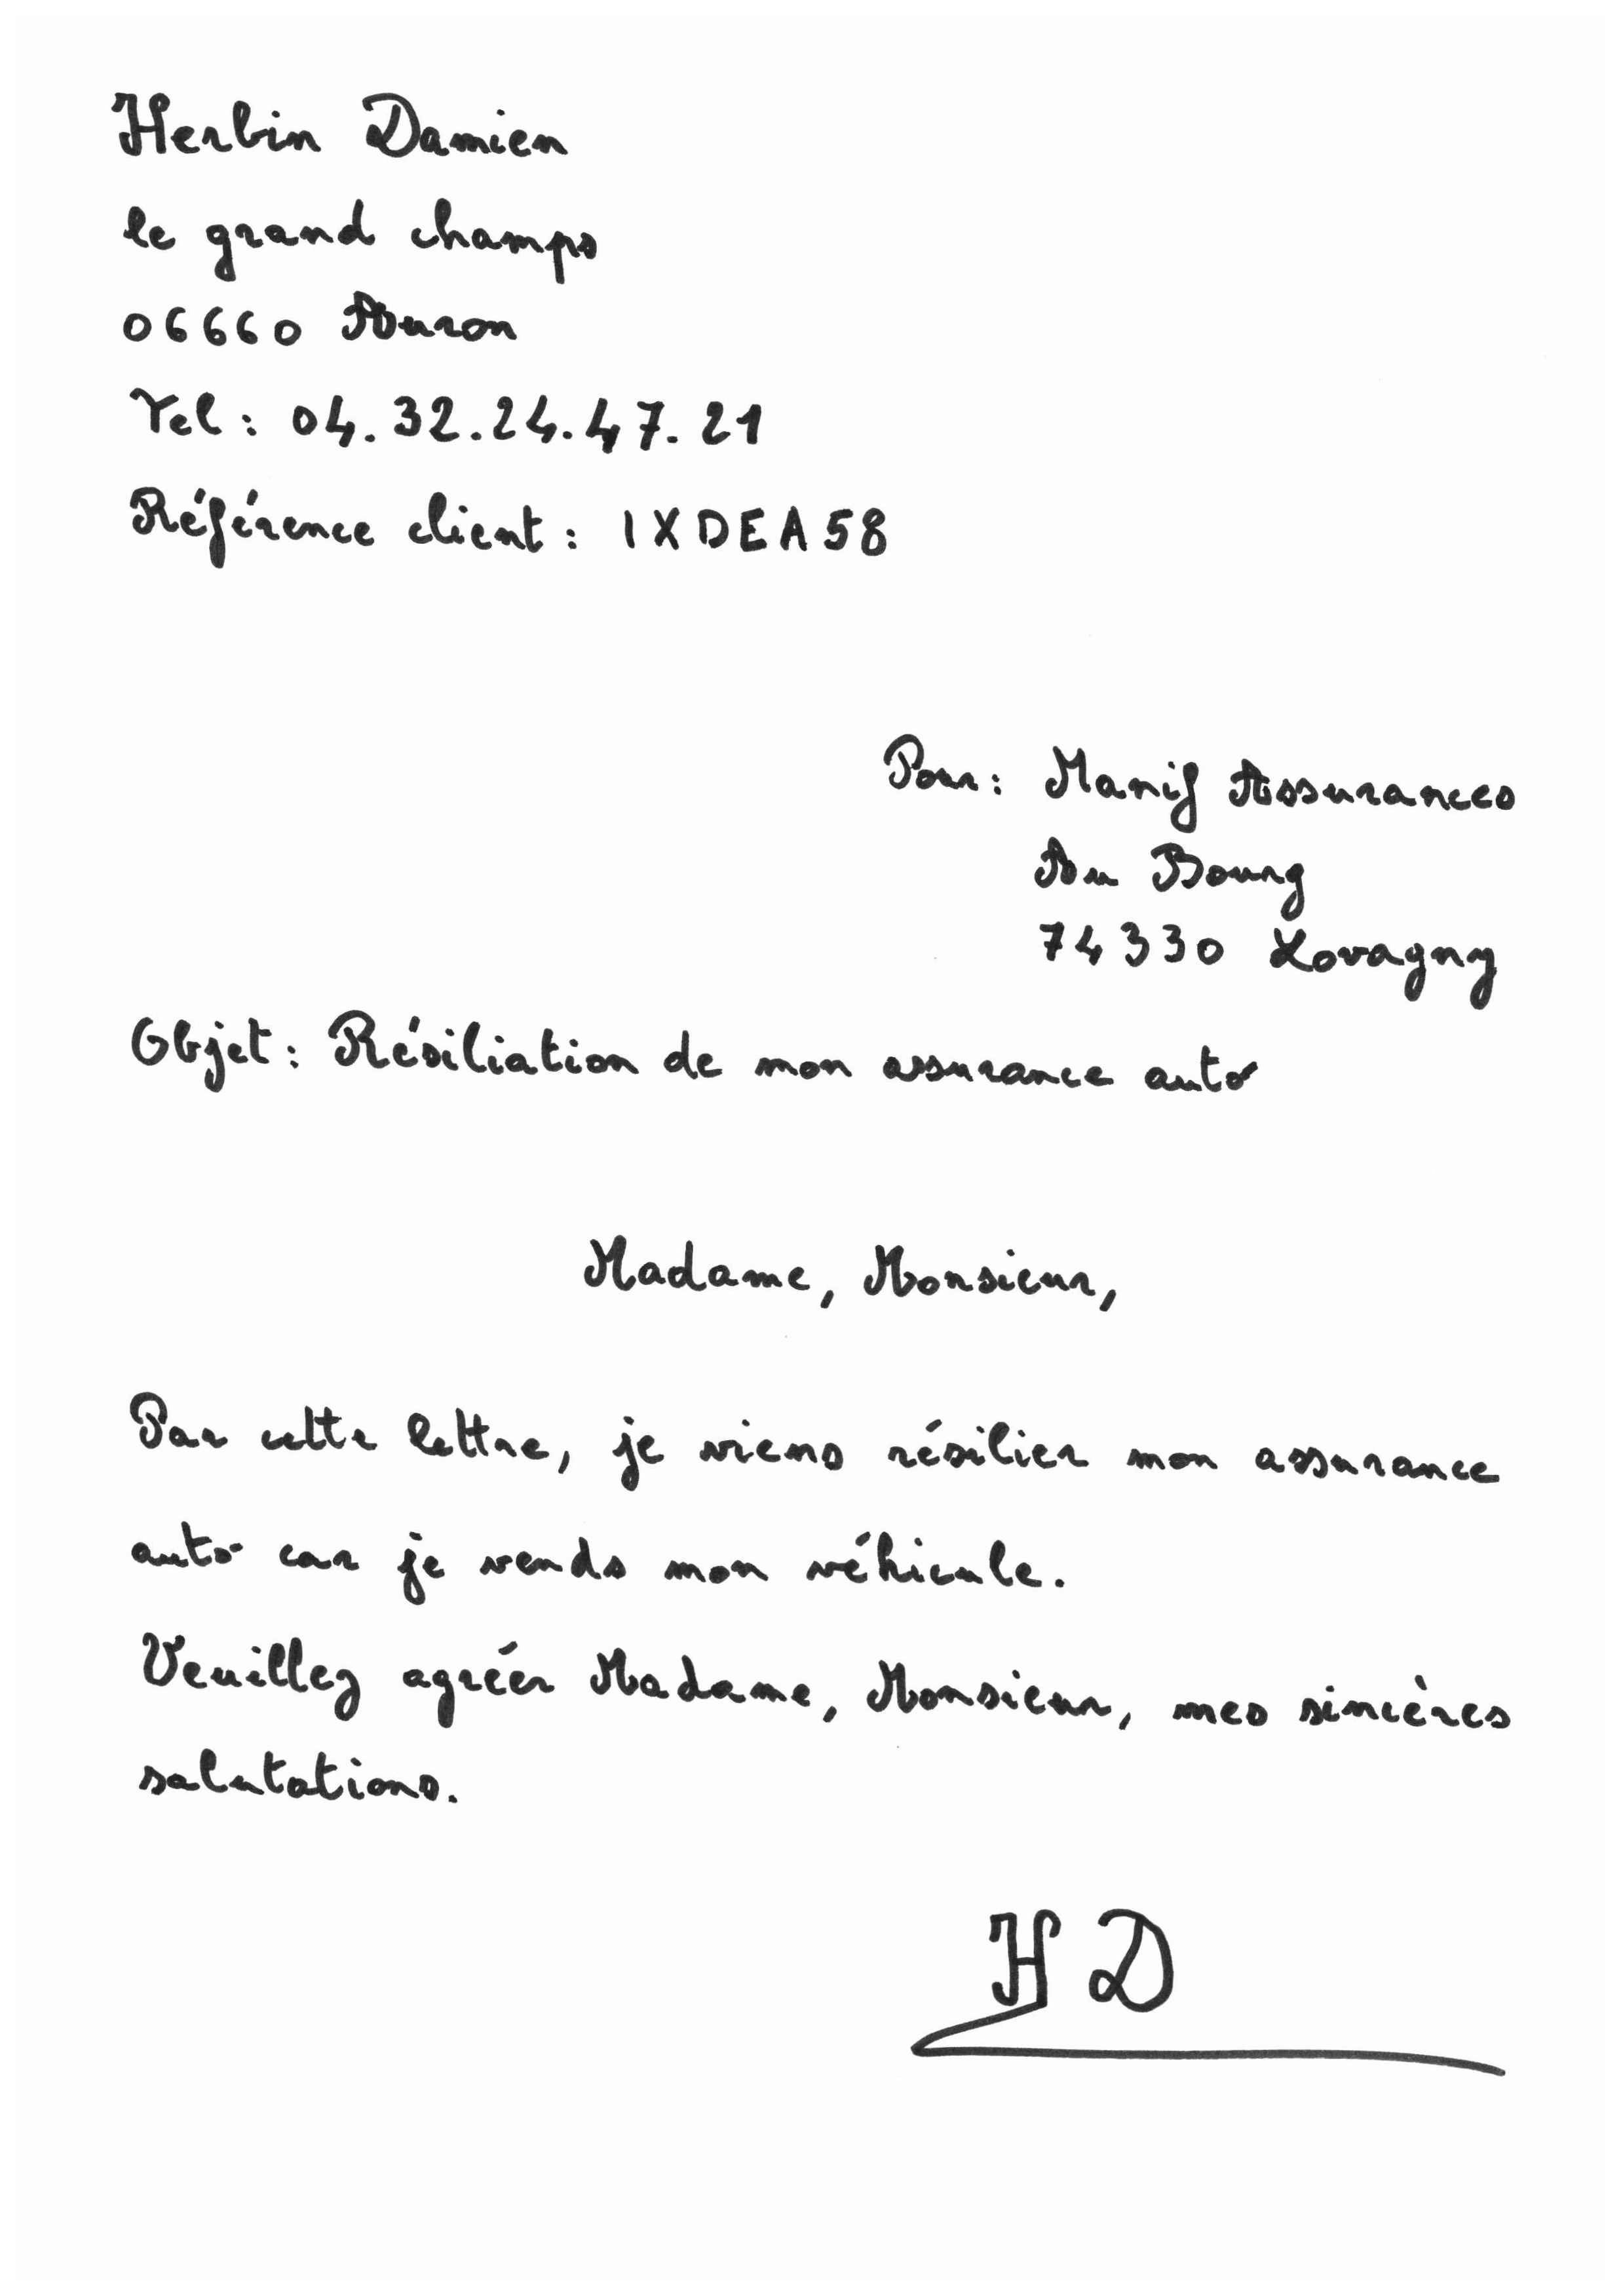 Herbin Damien
le grand champs
06660 Auron
Tel : 04.32.24.47.21
Référence client : IXDEA58
Pour : Manif Assurances
Au Bourg
74330 Lovagny
Objet : Résiliation de mon assurance auto
Madame, Monsieur,
Par cette lettre, je viens résilier mon assurance
auto car je vends mon véhicule.
Veuillez agréer Madame, Monsieur, mes sincères
salutations.
H D